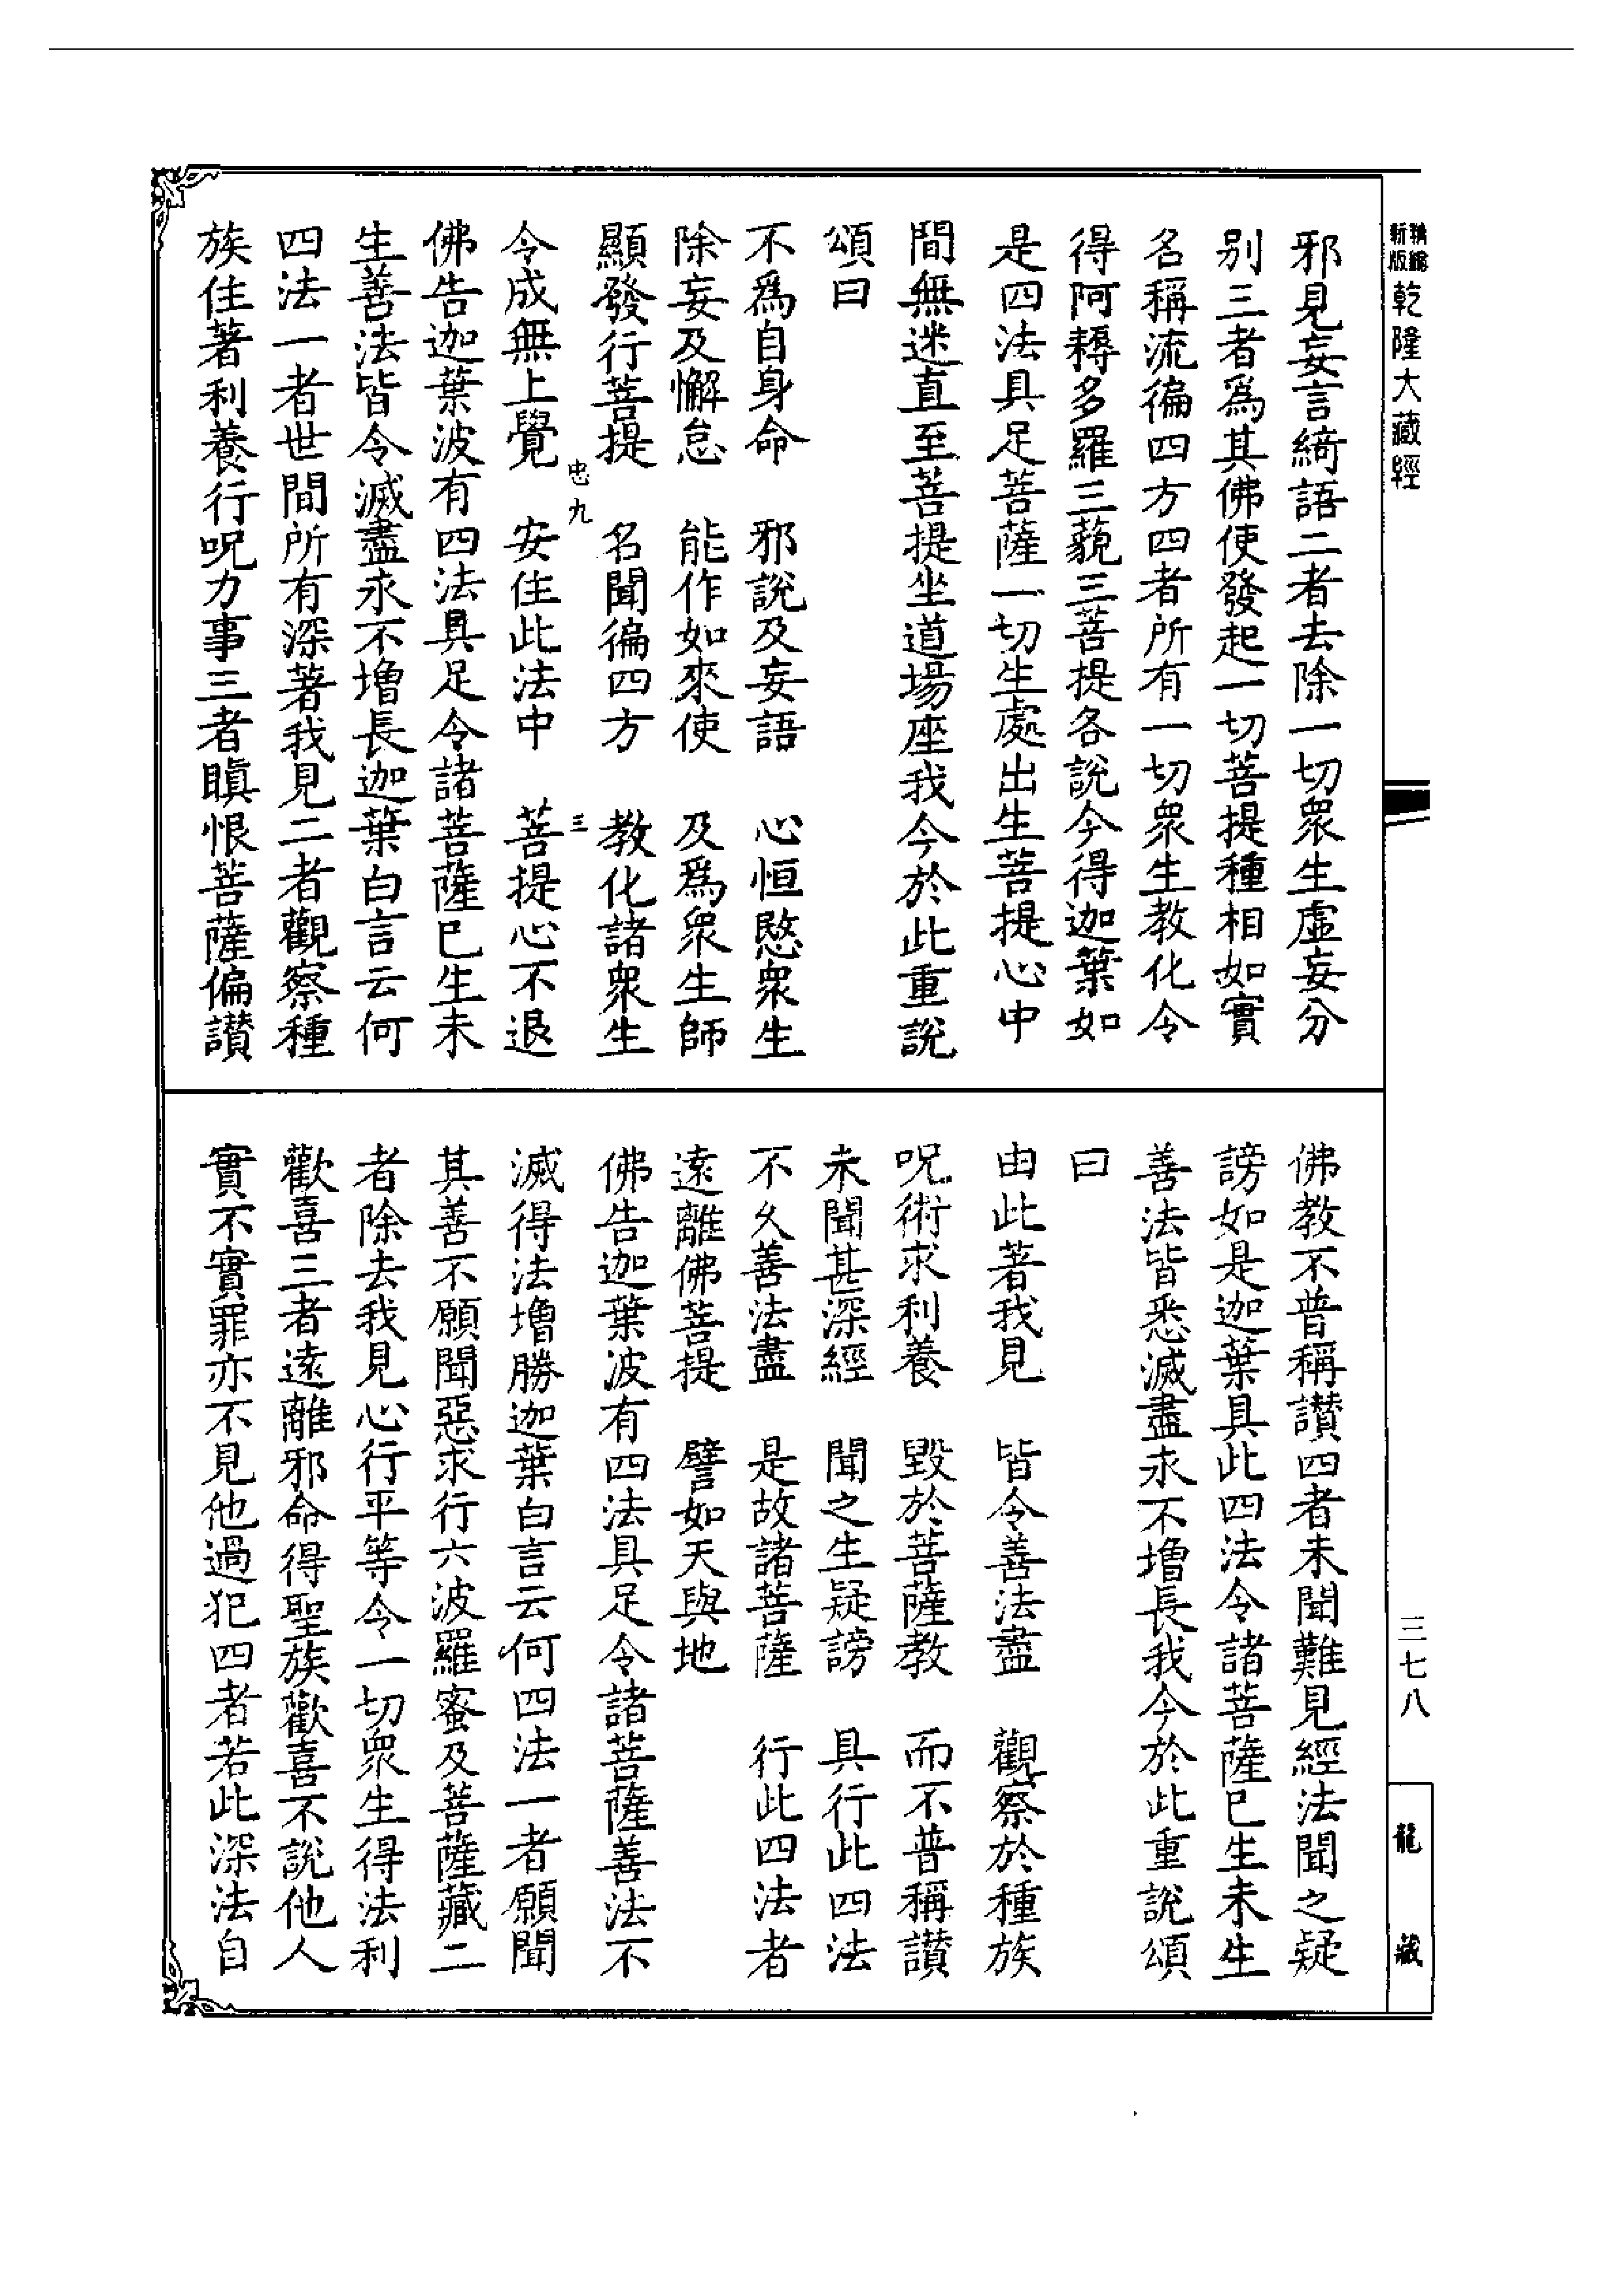 新版 精縮 乾隆大藏經
三七八
龍藏
邪見妄言綺語二者去除一切衆生虛妄分
别三者爲其佛使發起一切菩提種相如實
名稱流徧四方四者所有一切衆生教化令
得阿耨多羅三藐三菩提各說今得迦葉如
是四法具足菩薩一切生處出生菩提心中
間無迷直至菩提坐道場座我今於此重說
頌曰
不爲自身命　邪說及妄語　心恒愍衆生
除妄及懈怠　能作如來使　及爲衆生師
顯發行菩提　名聞徧四方　教化諸衆生
忠九　三
令成無上覺　安住此法中　菩提心不退
佛告迦葉波有四法具足令諸菩薩已生未
生善法皆令滅盡永不增長迦葉白言云何
四法一者世間所有深著我見二者觀察種
族住著利養行呪力事三者瞋恨菩薩偏讃
佛教不普稱讃四者未聞難見經法聞之疑
謗如是迦葉具此四法令諸菩薩已生未生
善法皆悉滅盡永不增長我今於此重說頌
曰
由此著我見　皆令善法盡　觀察於種族
呪術求利養　毀於菩薩教　而不普稱讃
未聞甚深經　聞之生疑謗　具行此四法
不久善法盡　是故諸菩薩　行此四法者
遠離佛菩提　譬如天與地
佛告迦葉波有四法具足令諸菩薩善法不
滅得法增勝迦葉白言云何四法一者願聞
其善不願聞惡求行六波羅蜜及菩薩藏二
者除去我見心行平等令一切衆生得法利
歡喜三者遠離邪命得聖族歡喜不說他人
實不實罪亦不見他過犯四者若此深法自